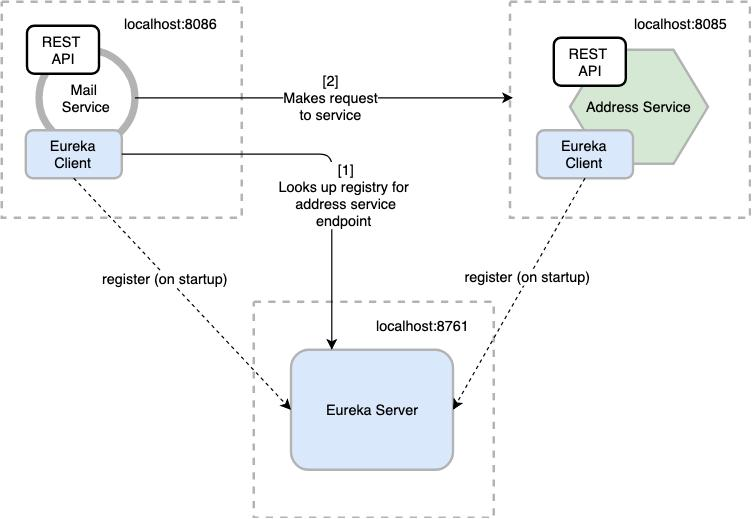 localhost:8086
REST
API
Mail
Service
Eureka
Client
[2]
Makes request
to service
localhost:8085
REST
API
Address Service
Eureka
Client
[1]
Looks up registry for
address service
endpoint
register (on startup)
register (on startup)
localhost:8761
Eureka Server